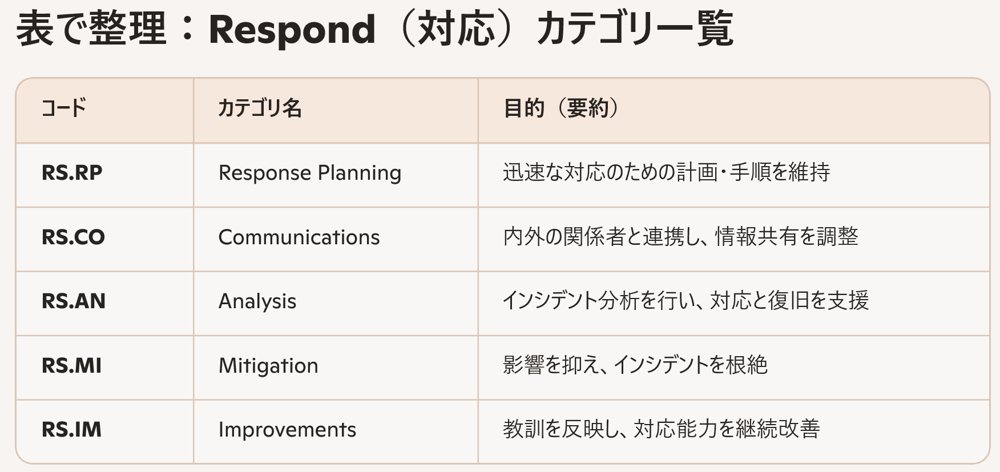 表で整理：Respond（対応）カテゴリ一覧
コード カテゴリ名 目的（要約）
RS.RP Response Planning 迅速な対応のための計画・手順を維持
RS.CO Communications 内外の関係者と連携し、情報共有を調整
RS.AN Analysis インシデント分析を行い、対応と復旧を支援
RS.MI Mitigation 影響を抑え、インシデントを根絶
RS.IM Improvements 教訓を反映し、対応能力を継続改善